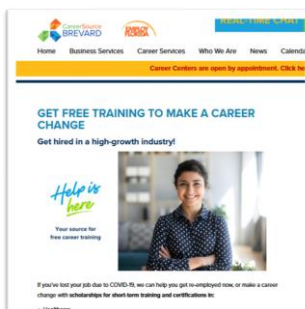 CareerSource
BREVARD
EMPLOY
FLORIDA
REAL-TIME CHAT
Home Business Services Career Services Who We Are News Calenda
Career Centers are open by appointment. Click he
GET FREE TRAINING TO MAKE A CAREER
CHANGE
Get hired in a high-growth industry!
Help is
here
Your source for
free career training
If you've lost your job due to COVID-19, we can help you get re-employed now, or make a career
change with scholarships for short-term training and certifications in: